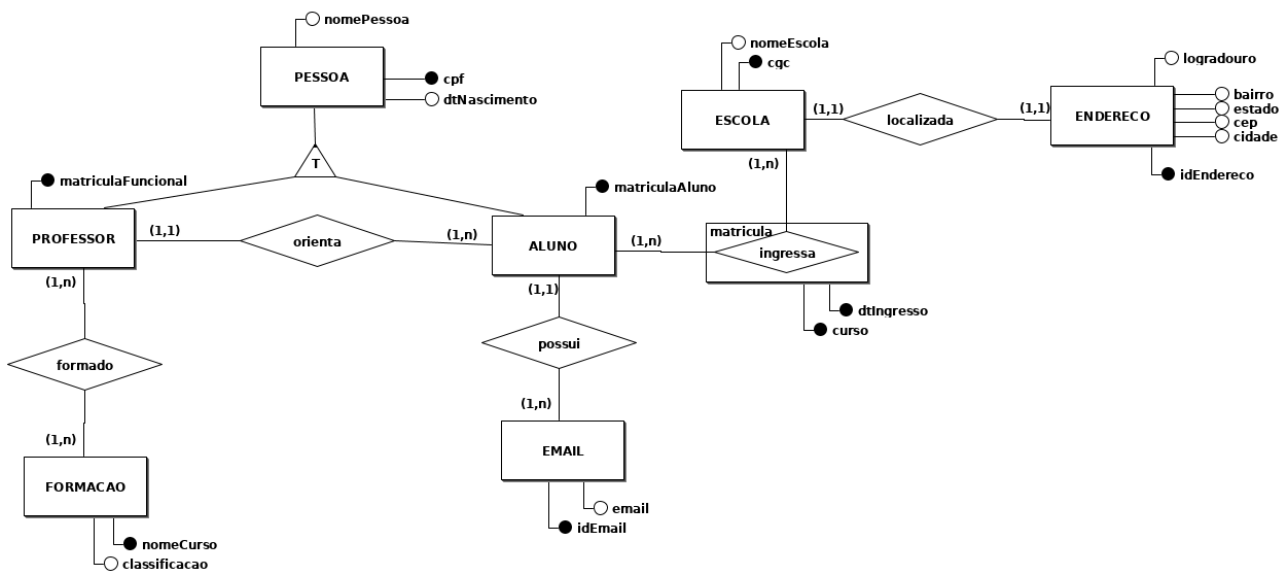 nomePessoa
PESSOA
cpf
dtNascimento
T
nomeEscola
cgc
ESCOLA
(1,1)
localizada
(1,1)
logradouro
ENDERECO
bairro
estado
cep
cidade
idEndereco
(1,n)
matriculaFuncional
PROFESSOR
(1,1)
orienta
(1,n)
matriculaAluno
ALUNO
(1,n)
matricula
ingressa
dtIngresso
curso
(1,n)
formado
(1,n)
FORMACAO
nomeCurso
classificacao
(1,1)
possui
(1,n)
EMAIL
email
idEmail